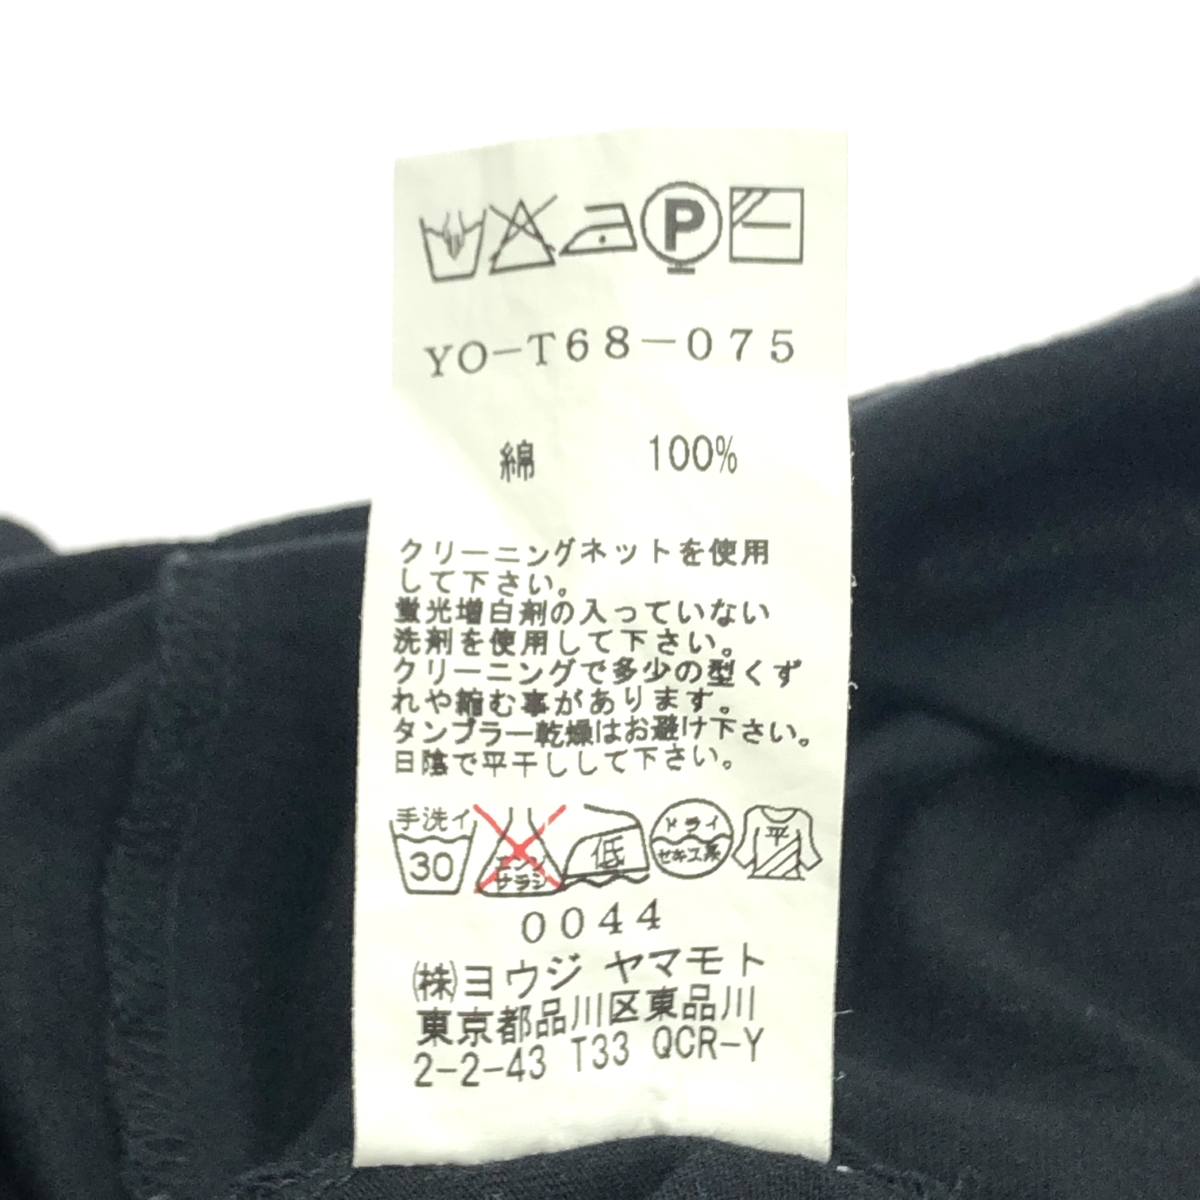 P
YO-T68-075
綿 100%
クリーニングネットを使用
して下さい。
蛍光増白剤の入っていない
洗剤を使用して下さい。
クリーニングで多少の型くず
れや縮む事があります。
タンブラー乾燥はお避け下さい。
日陰で平干しして下さい。
手洗イ
30
エンソ
サラシ
低
ドライ
セキユ系
平
0044
㈱ヨウジ ヤマモト
東京都品川区東品川
2-2-43 T33 QCR-Y